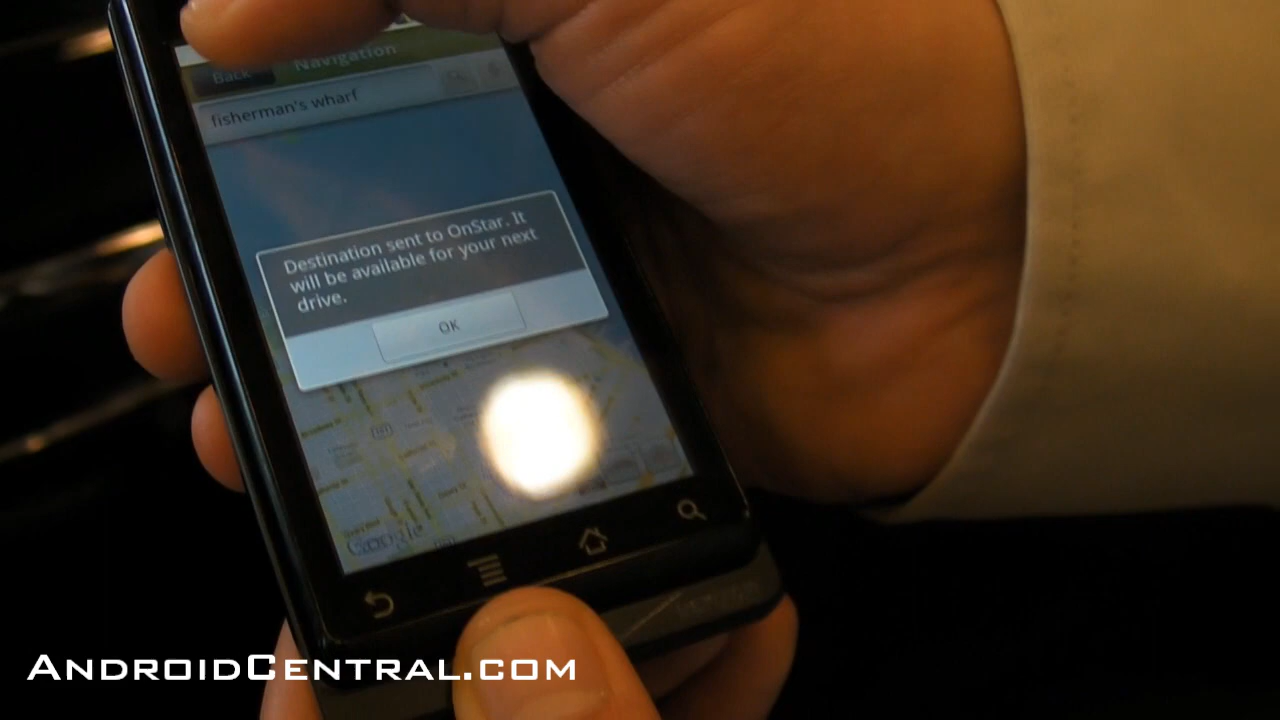 Navigation
Back
fisherman's wharf
Destination sent to OnStar. It
will be available for your next
drive.
OK
Google
AndroidCentral.com